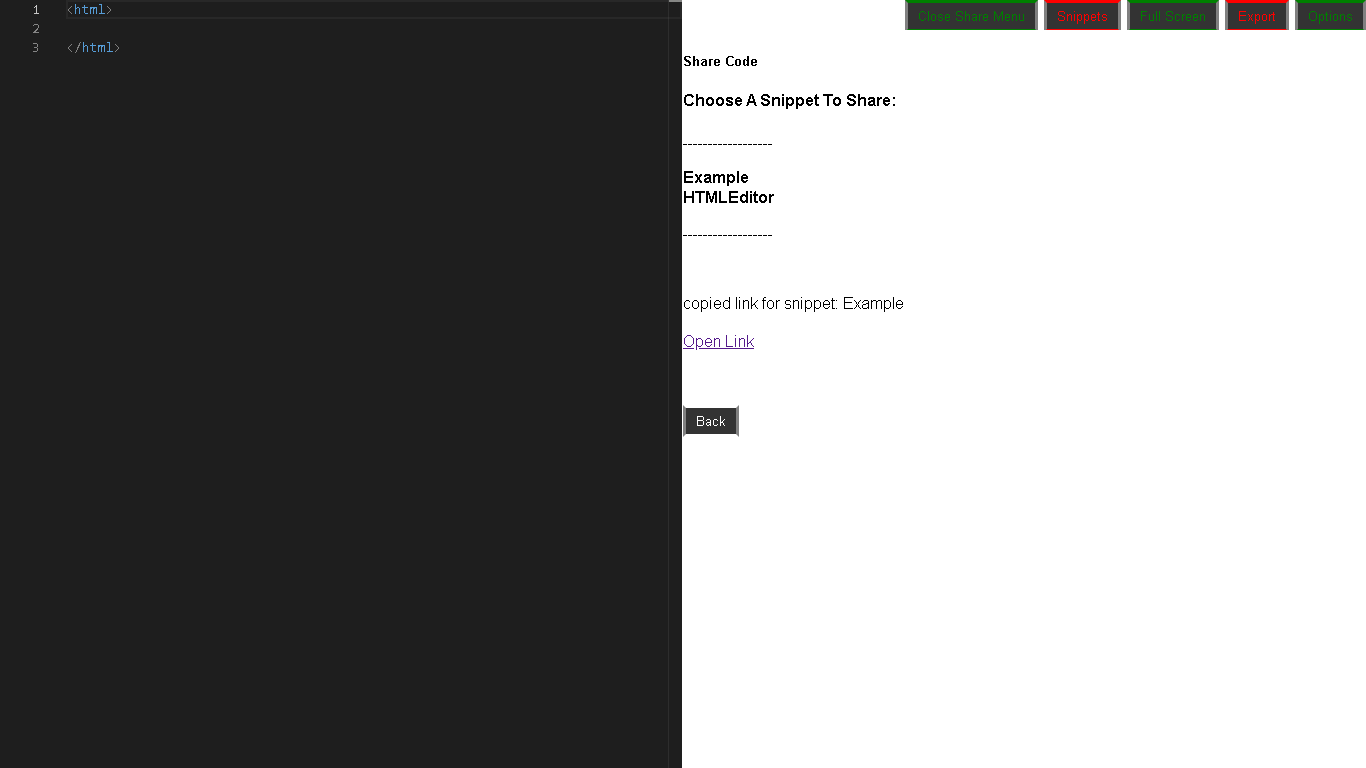 1 <html>
2
3 </html>
Close Share Menu Snippets Full Screen Export Options
Share Code
Choose A Snippet To Share:
------------------
Example
HTMLEditor
------------------
copied link for snippet: Example
Open Link
Back